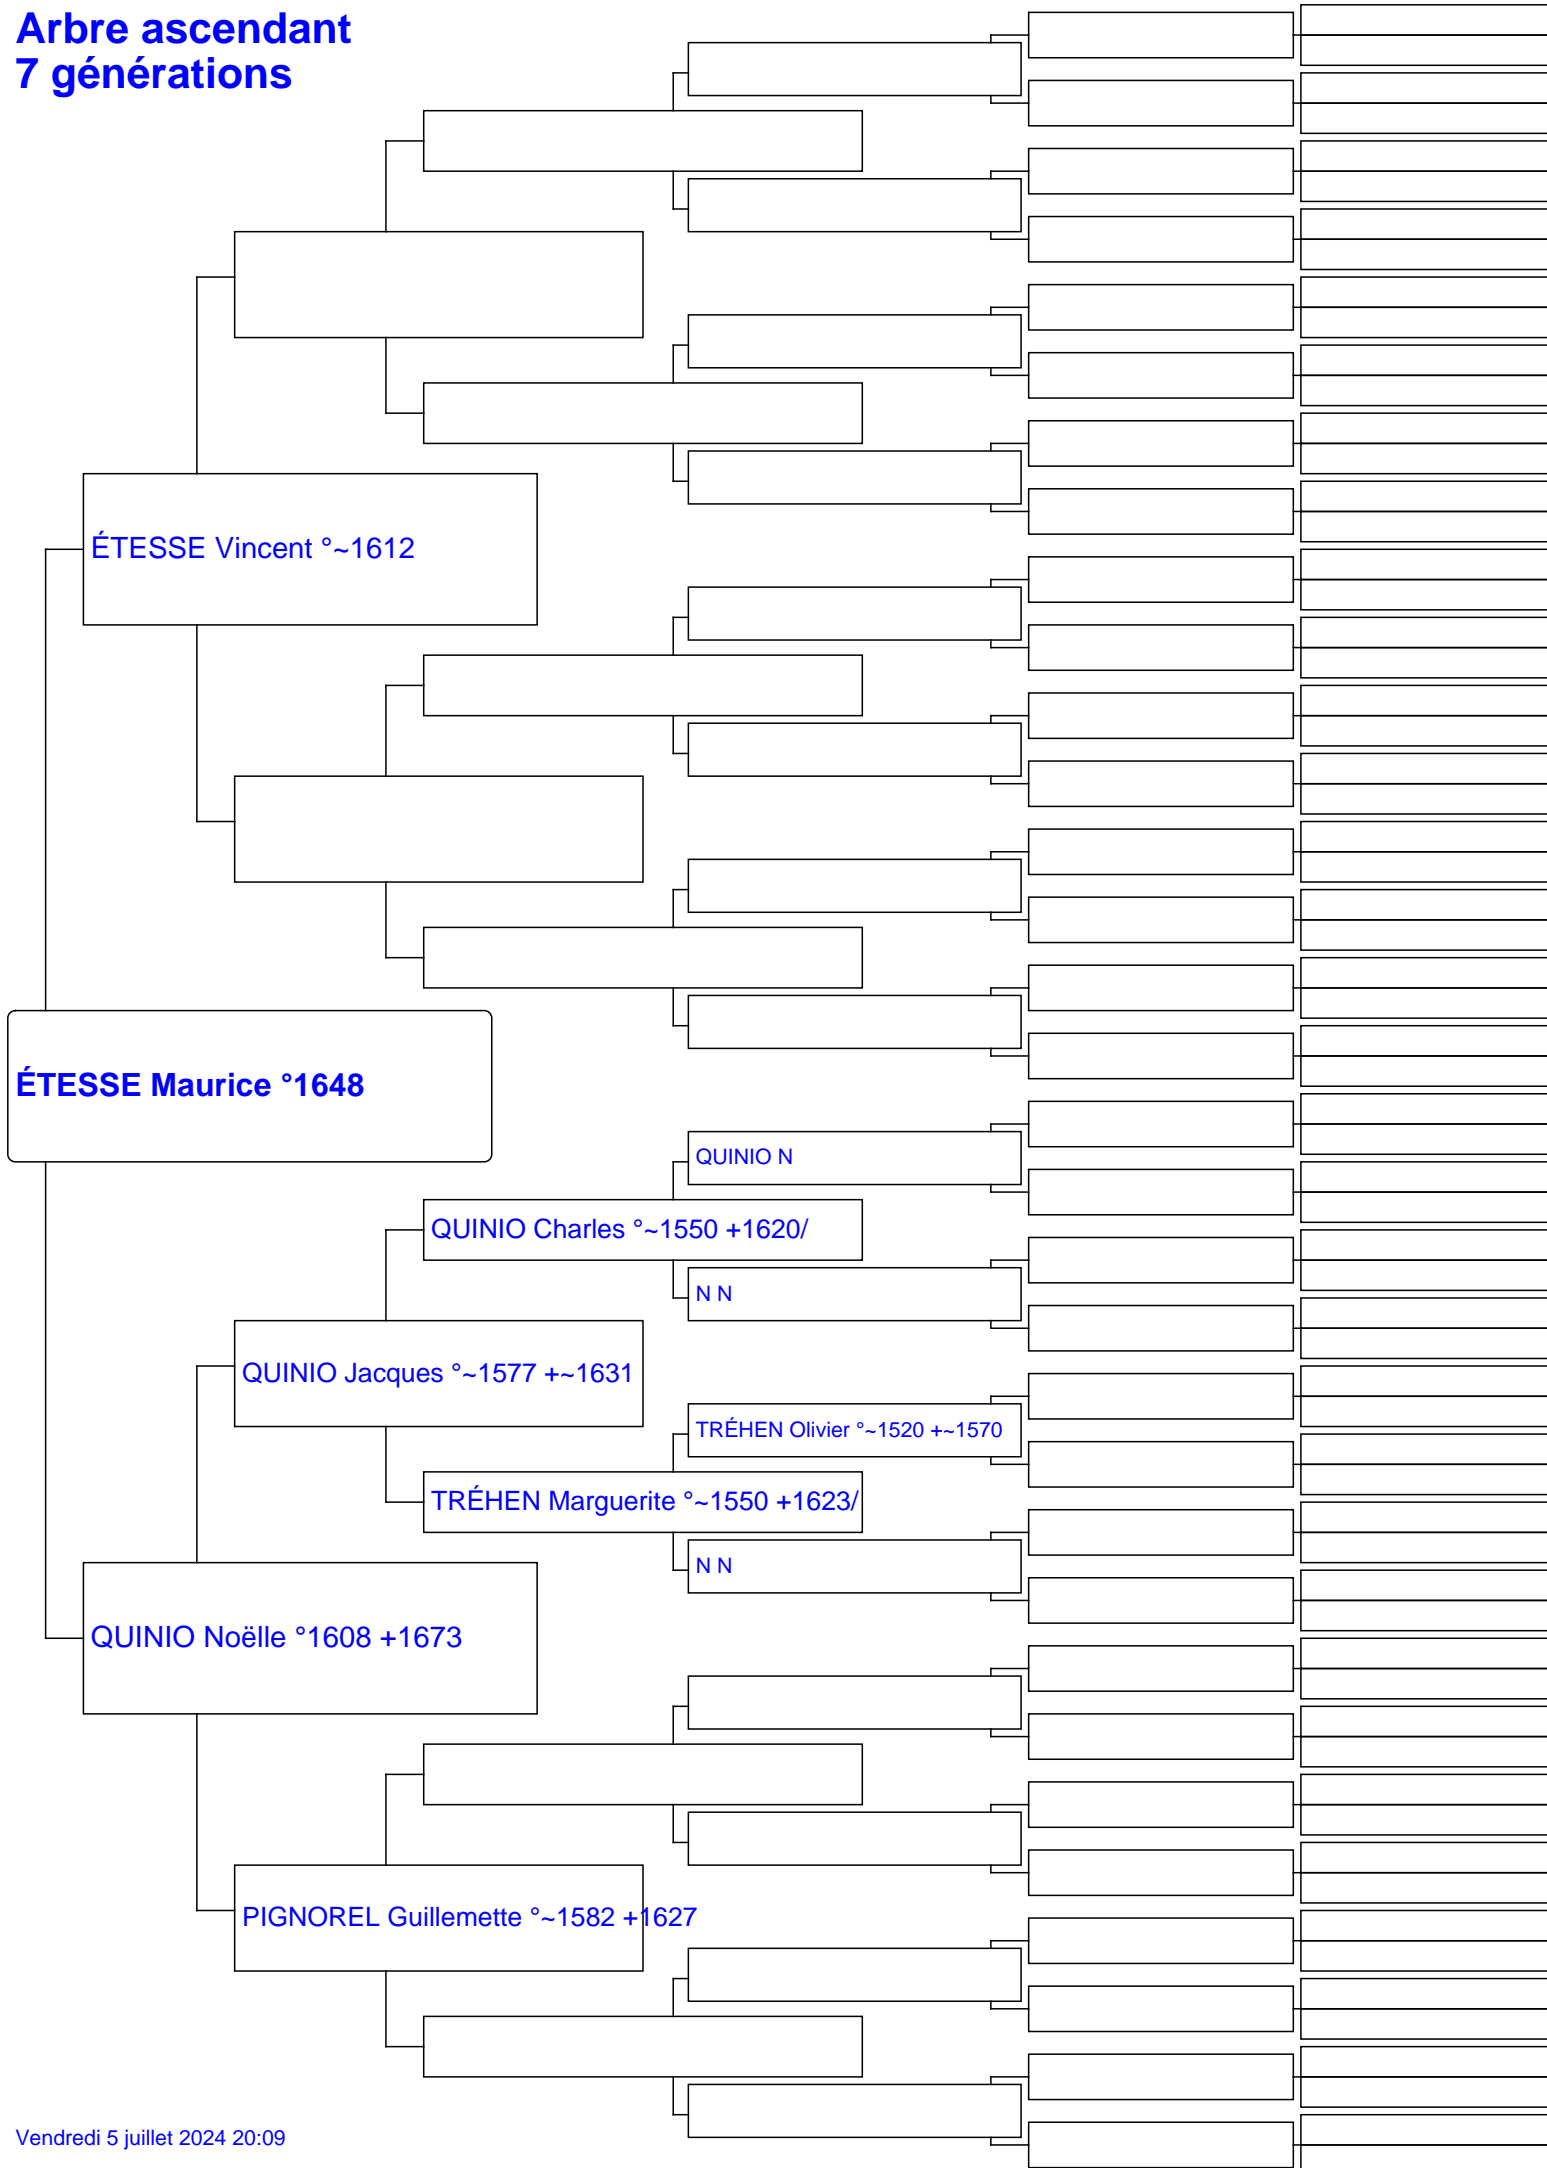 Arbre ascendant
7 générations
ÉTESSE Vincent °~1612
ÉTESSE Maurice °1648
QUINIO N
QUINIO Charles °~1550 +1620/
N N
QUINIO Jacques °~1577 +~1631
TRÉHEN Olivier °~1520 +~1570
TRÉHEN Marguerite °~1550 +1623/
N N
QUINIO Noëlle °1608 +1673
PIGNOREL Guillemette °~1582 +1627
Vendredi 5 juillet 2024 20:09